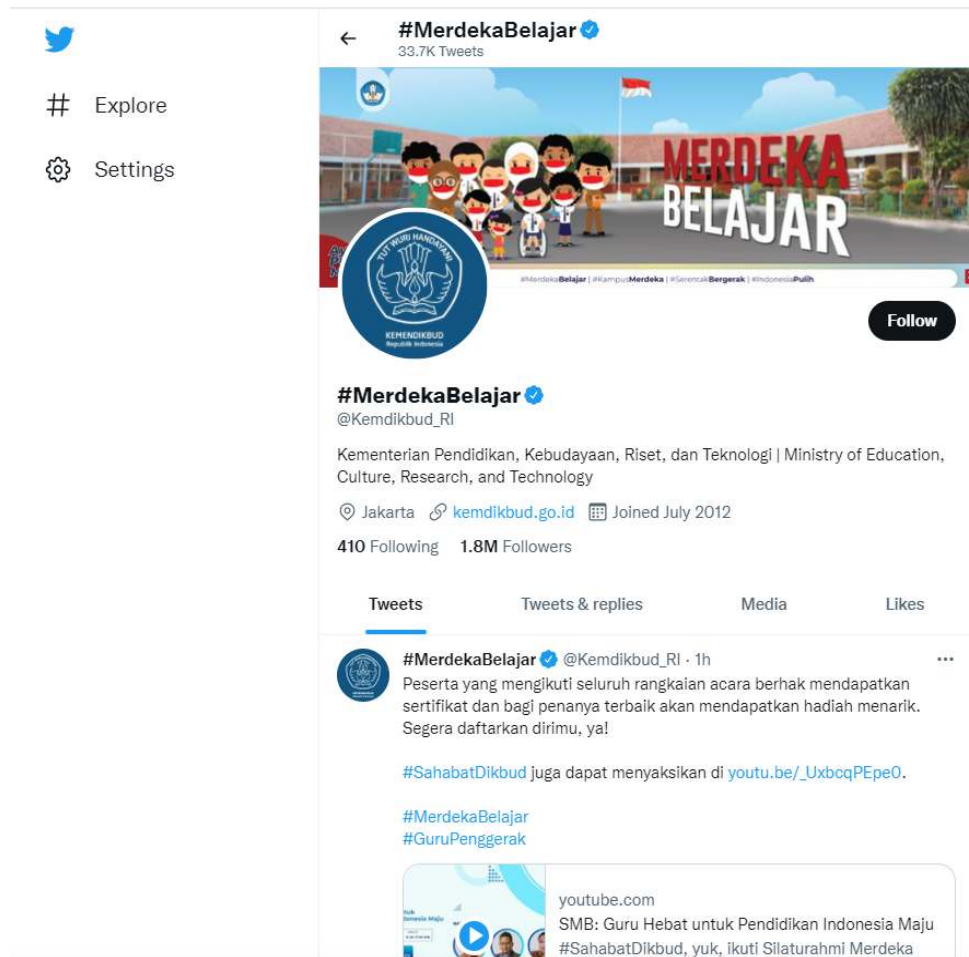 #MerdekaBelajar
33.7K Tweets
Explore
Settings
MERDEKA
BELAJAR
#MerdekaBelajar | #KampusMerdeka | #SerentakBergerak | #IndonesiaPulih
TUT WURI HANDAYANI
KEMENDIKBUD
Republik Indonesia
Follow
#MerdekaBelajar
@Kemdikbud_RI
Kementerian Pendidikan, Kebudayaan, Riset, dan Teknologi | Ministry of Education,
Culture, Research, and Technology
Jakarta kemdikbud.go.id Joined July 2012
410 Following 1.8M Followers
Tweets Tweets & replies Media Likes
#MerdekaBelajar @Kemdikbud_RI · 1h
Peserta yang mengikuti seluruh rangkaian acara berhak mendapatkan
sertifikat dan bagi penanya terbaik akan mendapatkan hadiah menarik.
Segera daftarkan dirimu, ya!
#SahabatDikbud juga dapat menyaksikan di youtu.be/_UxbcqPEpe0.
#MerdekaBelajar
#GuruPenggerak
youtube.com
SMB: Guru Hebat untuk Pendidikan Indonesia Maju
#SahabatDikbud, yuk, ikuti Silaturahmi Merdeka